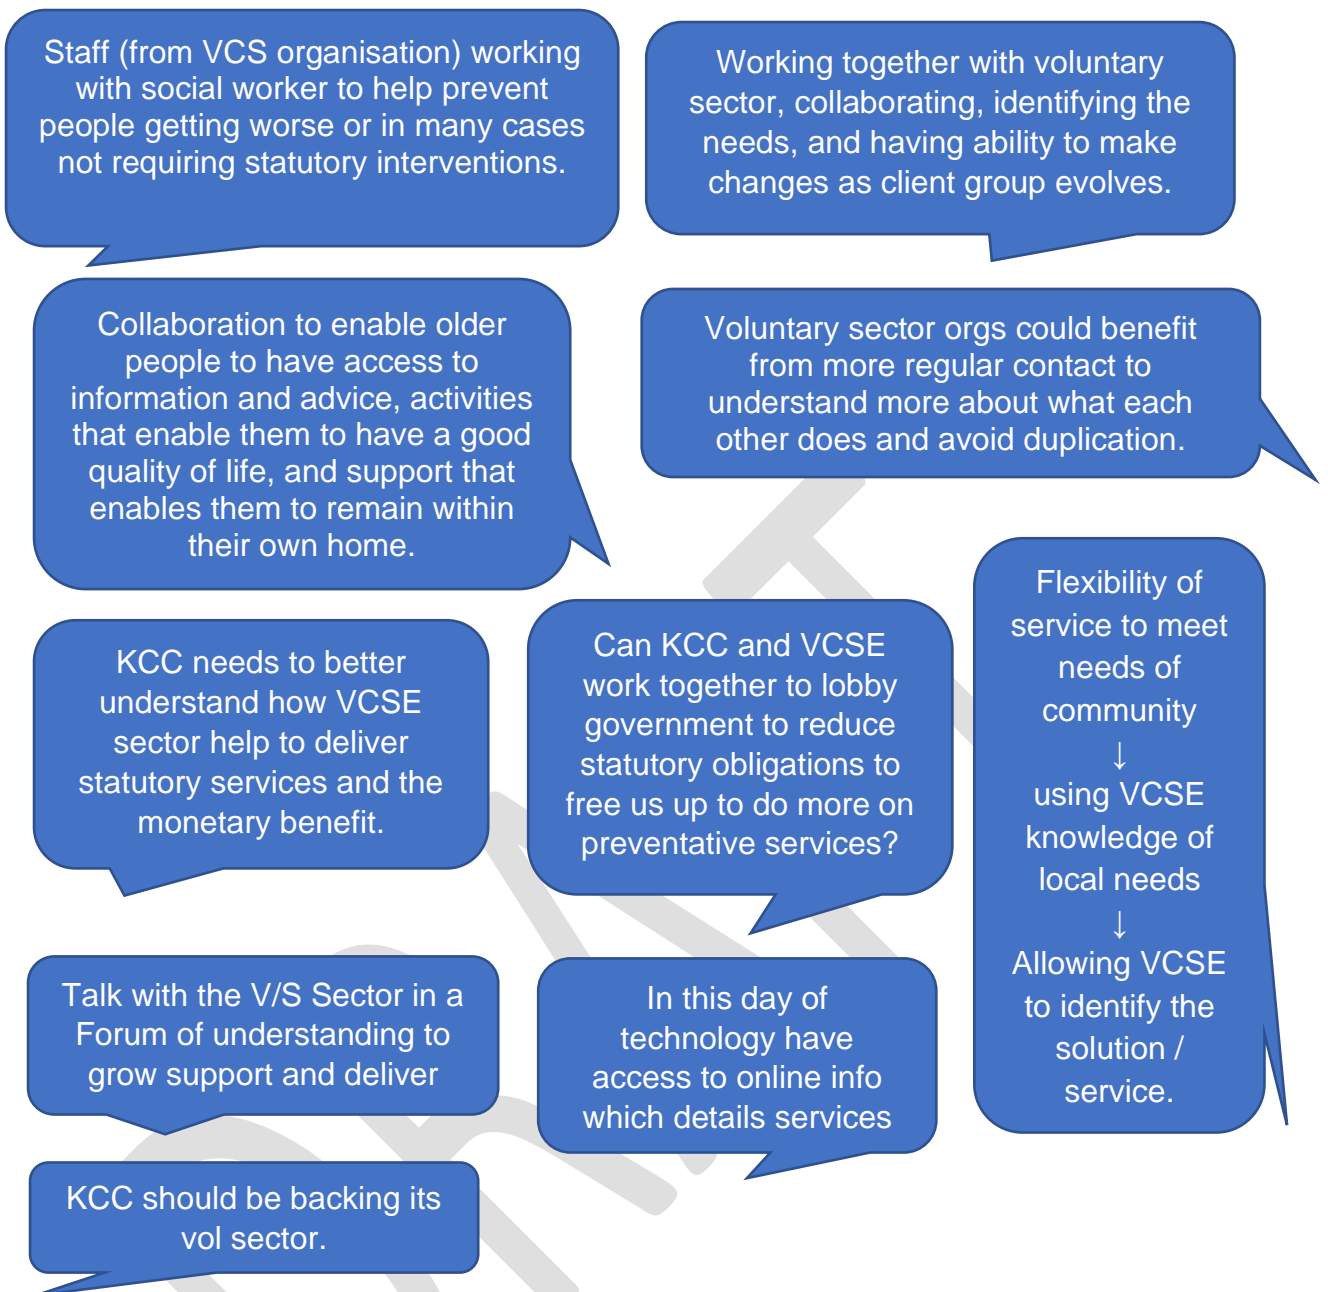 Staff (from VCS organisation) working
with social worker to help prevent
people getting worse or in many cases
not requiring statutory interventions.
Working together with voluntary
sector, collaborating, identifying the
needs, and having ability to make
changes as client group evolves.
Collaboration to enable older
people to have access to
information and advice, activities
that enable them to have a good
quality of life, and support that
enables them to remain within
their own home.
Voluntary sector orgs could benefit
from more regular contact to
understand more about what each
other does and avoid duplication.
KCC needs to better
understand how VCSE
sector help to deliver
statutory services and the
monetary benefit.
Can KCC and VCSE
work together to lobby
government to reduce
statutory obligations to
free us up to do more on
preventative services?
Flexibility of
service to meet
needs of
community
↓
using VCSE
knowledge of
local needs
↓
Allowing VCSE
to identify the
solution /
service.
Talk with the V/S Sector in a
Forum of understanding to
grow support and deliver
In this day of
technology have
access to online info
which details services
KCC should be backing its
vol sector.
DRAFT